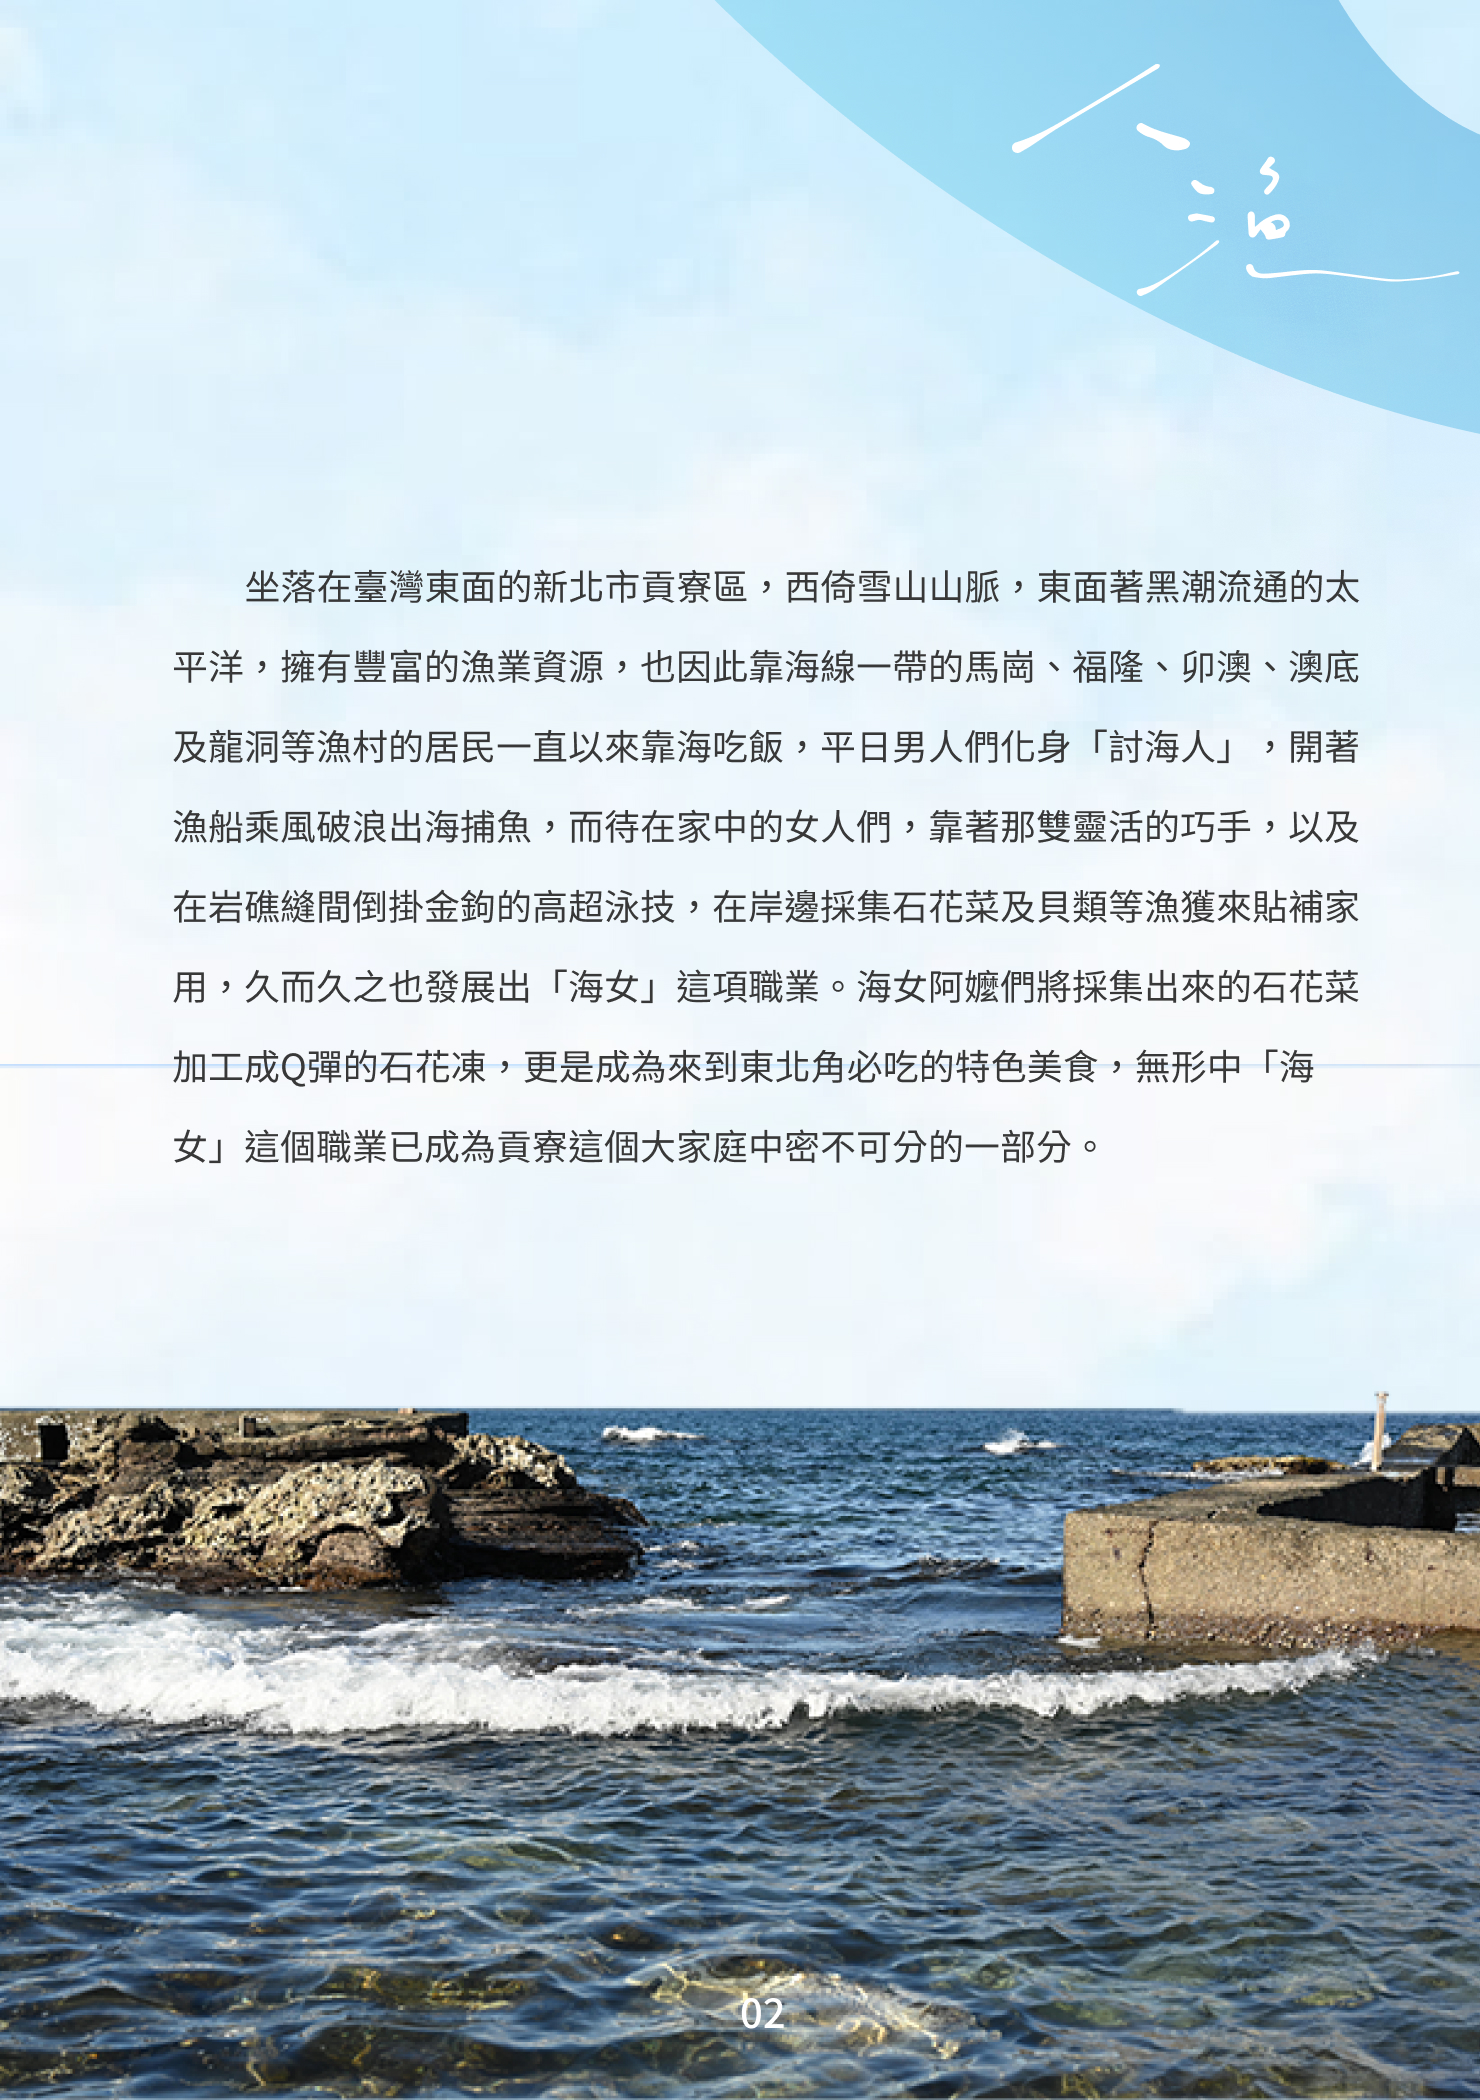 坐落在臺灣東面的新北市貢寮區，西倚雪山山脈，東面著黑潮流通的太
平洋，擁有豐富的漁業資源，也因此靠海線一帶的馬崗、福隆、卯澳、澳底
及龍洞等漁村的居民一直以來靠海吃飯，平日男人們化身「討海人」，開著
漁船乘風破浪出海捕魚，而待在家中的女人們，靠著那雙靈活的巧手，以及
在岩礁縫間倒掛金鉤的高超泳技，在岸邊採集石花菜及貝類等漁獲來貼補家
用，久而久之也發展出「海女」這項職業。海女阿嬤們將採集出來的石花菜
加工成Q彈的石花凍，更是成為來到東北角必吃的特色美食，無形中「海
女」這個職業已成為貢寮這個大家庭中密不可分的一部分。
02